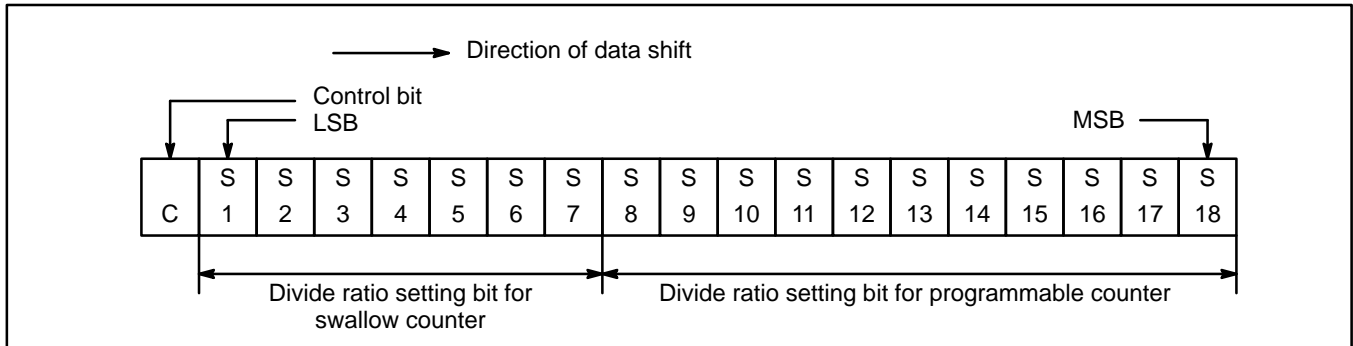 Direction of data shift
Control bit
LSB
MSB
S S S S S S S S S S S S S S S S S S
C 1 2 3 4 5 6 7 8 9 10 11 12 13 14 15 16 17 18
Divide ratio setting bit for
swallow counter
Divide ratio setting bit for programmable counter